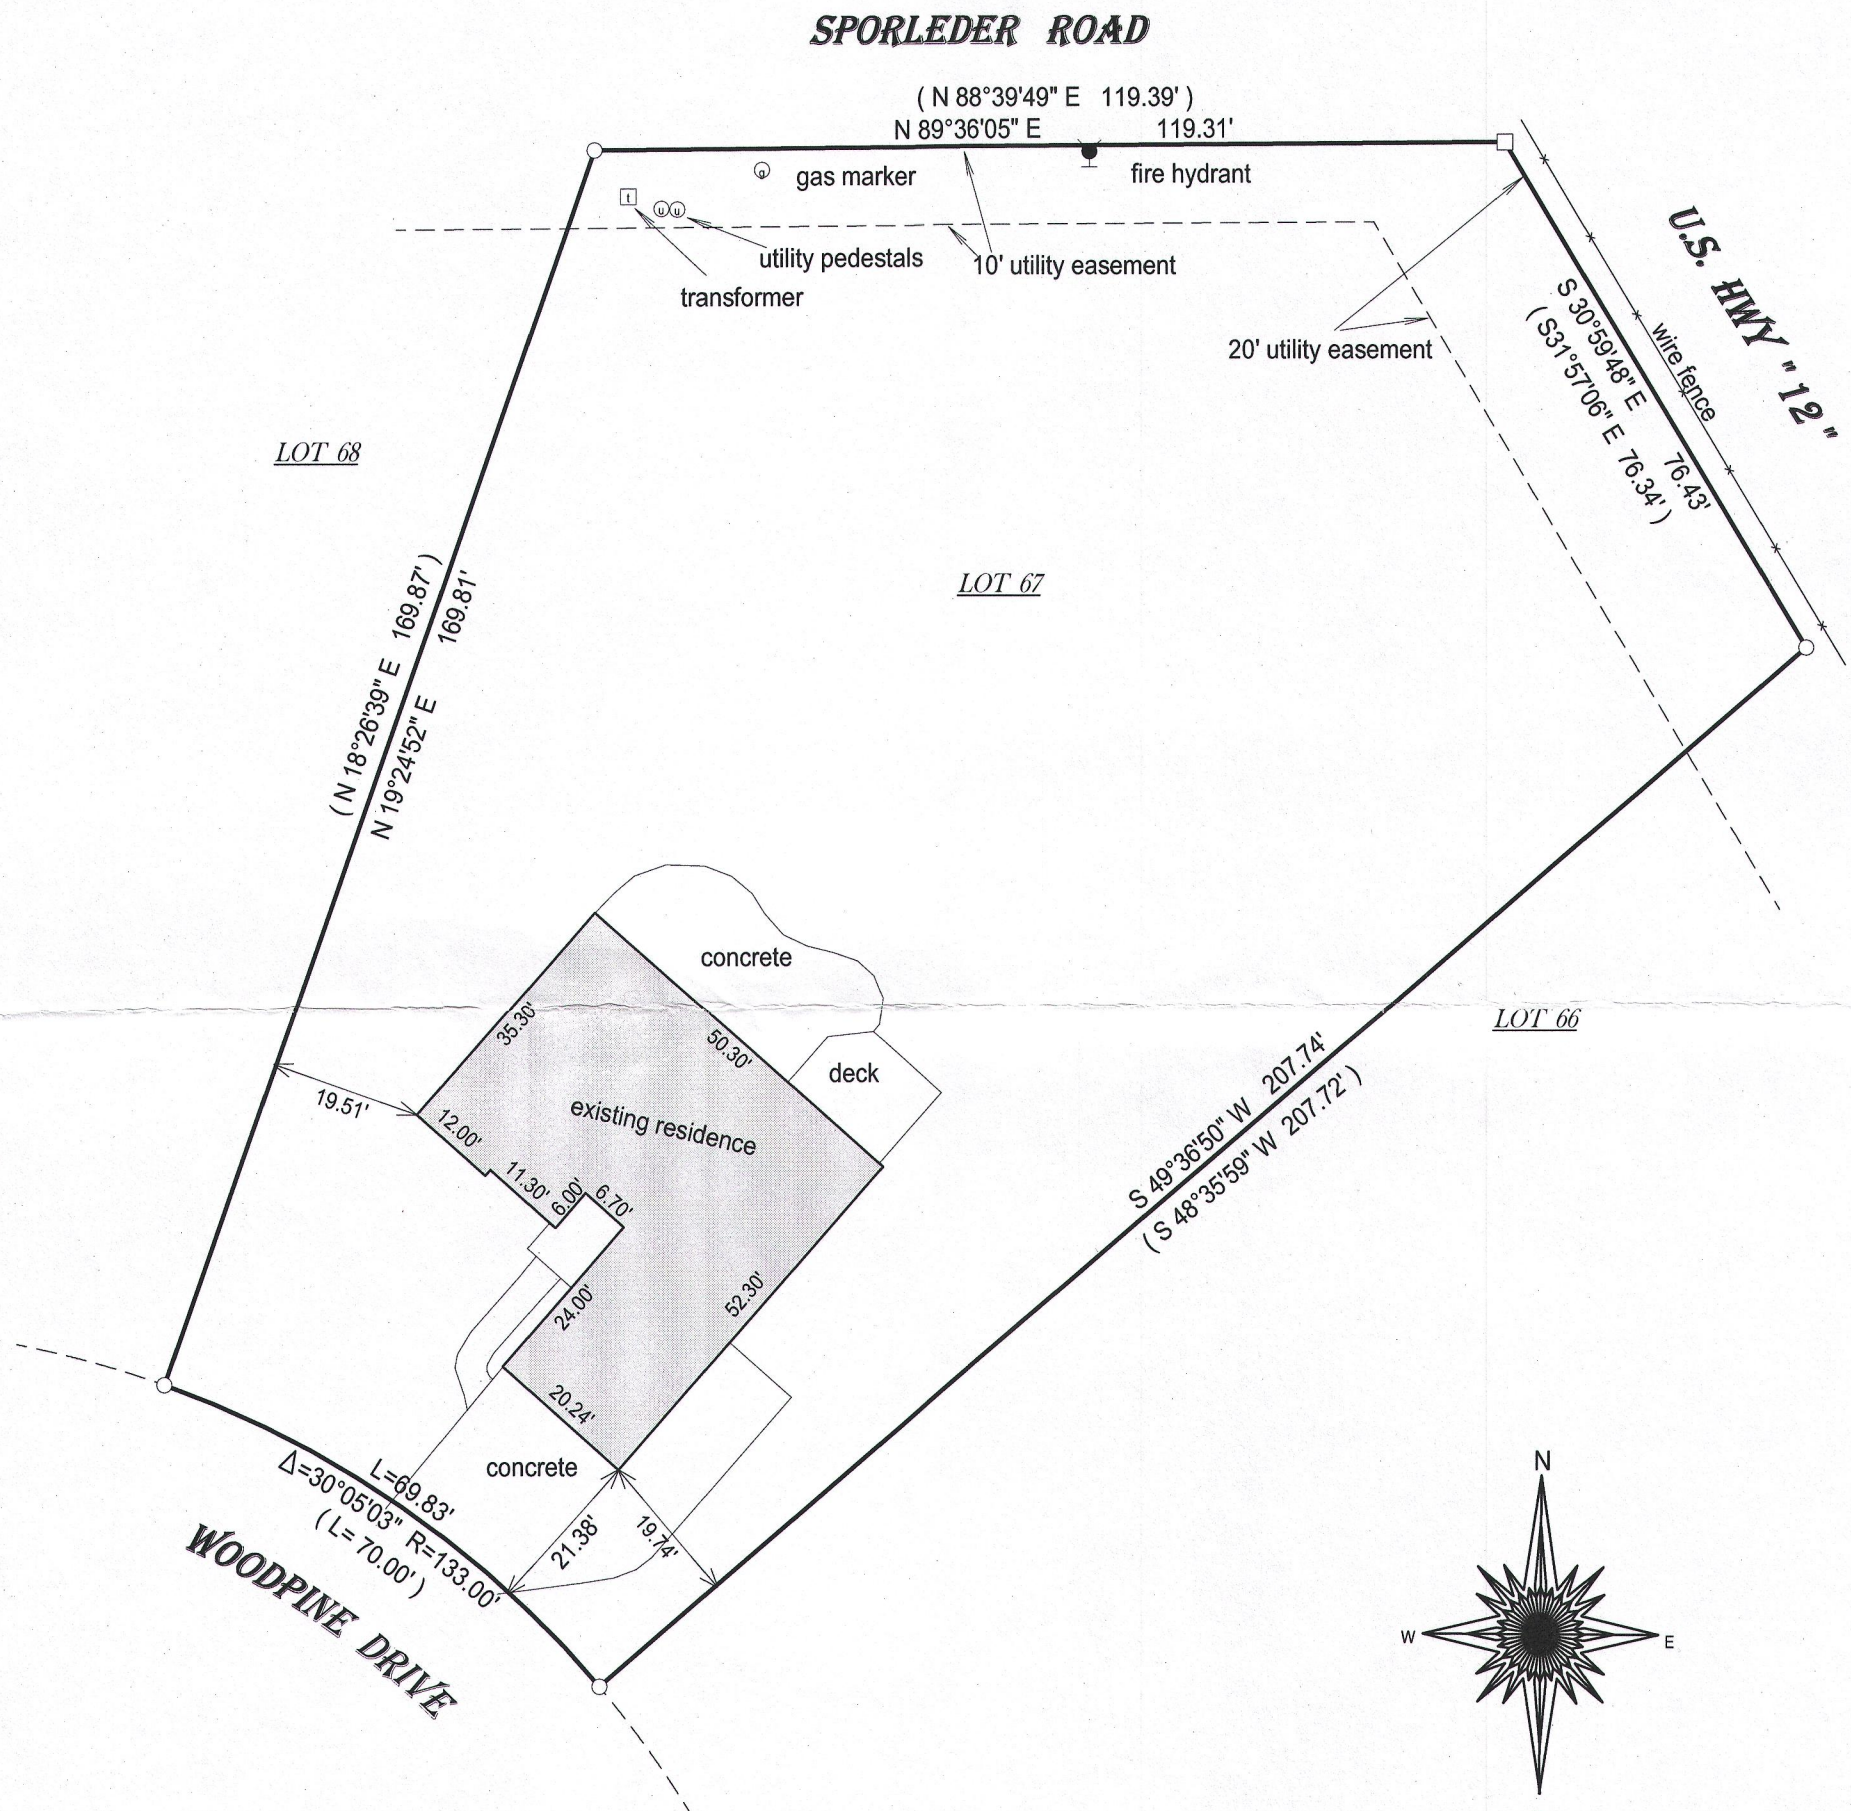 SPORLEDER ROAD
( N 88°39'49" E 119.39' )
N 89°36'05" E 119.31'
g
gas marker
fire hydrant
t
u u
utility pedestals
transformer
10' utility easement
20' utility easement
U.S. HWY "12"
wire fence
S 30°59'48" E 76.43'
( S31°57'06" E 76.34' )
LOT 68
LOT 67
( N 18°26'39" E 169.87' )
N 19°24'52" E 169.81'
concrete
deck
LOT 66
35.30'
50.30'
existing residence
19.51'
12.00'
11.30'
6.00'
6.70'
24.00'
52.30'
20.24'
S 49°36'50" W 207.74'
( S 48°35'59" W 207.72' )
concrete
21.38'
19.74'
L=69.83'
Δ=30°05'03" R=133.00'
( L= 70.00' )
WOODPINE DRIVE
N
W
E